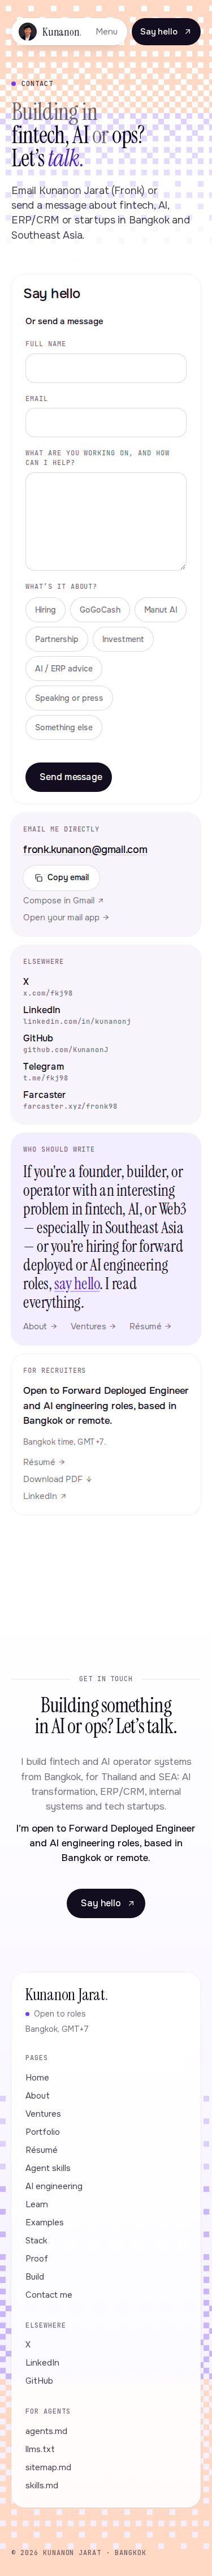 Kunanon.
Menu
Say hello ↗
CONTACT
Building in
fintech, AI or ops?
Let's talk.
Email Kunanon Jarat (Fronk) or
send a message about fintech, AI,
ERP/CRM or startups in Bangkok and
Southeast Asia.
Say hello
Or send a message
FULL NAME
EMAIL
WHAT ARE YOU WORKING ON, AND HOW
CAN I HELP?
WHAT'S IT ABOUT?
Hiring
GoGoCash
Manut AI
Partnership
Investment
AI / ERP advice
Speaking or press
Something else
Send message
EMAIL ME DIRECTLY
fronk.kunanon@gmail.com
Copy email
Compose in Gmail ↗
Open your mail app →
ELSEWHERE
X
x.com/fkj98
LinkedIn
linkedin.com/in/kunanonj
GitHub
github.com/KunanonJ
Telegram
t.me/fkj98
Farcaster
farcaster.xyz/fronk98
WHO SHOULD WRITE
If you're a founder, builder, or
operator with an interesting
problem in fintech, AI, or Web3
— especially in Southeast Asia
— or you're hiring for forward
deployed or AI engineering
roles, say hello. I read
everything.
About →
Ventures →
Résumé →
FOR RECRUITERS
Open to Forward Deployed Engineer
and AI engineering roles, based in
Bangkok or remote.
Bangkok time, GMT+7.
Résumé →
Download PDF ↓
LinkedIn ↗
GET IN TOUCH
Building something
in AI or ops? Let's talk.
I build fintech and AI operator systems
from Bangkok, for Thailand and SEA: AI
transformation, ERP/CRM, internal
systems and tech startups.
I'm open to Forward Deployed Engineer
and AI engineering roles, based in
Bangkok or remote.
Say hello ↗
Kunanon Jarat.
Open to roles
Bangkok, GMT+7
PAGES
Home
About
Ventures
Portfolio
Résumé
Agent skills
AI engineering
Learn
Examples
Stack
Proof
Build
Contact me
ELSEWHERE
X
LinkedIn
GitHub
FOR AGENTS
agents.md
llms.txt
sitemap.md
skills.md
© 2026 KUNANON JARAT · BANGKOK